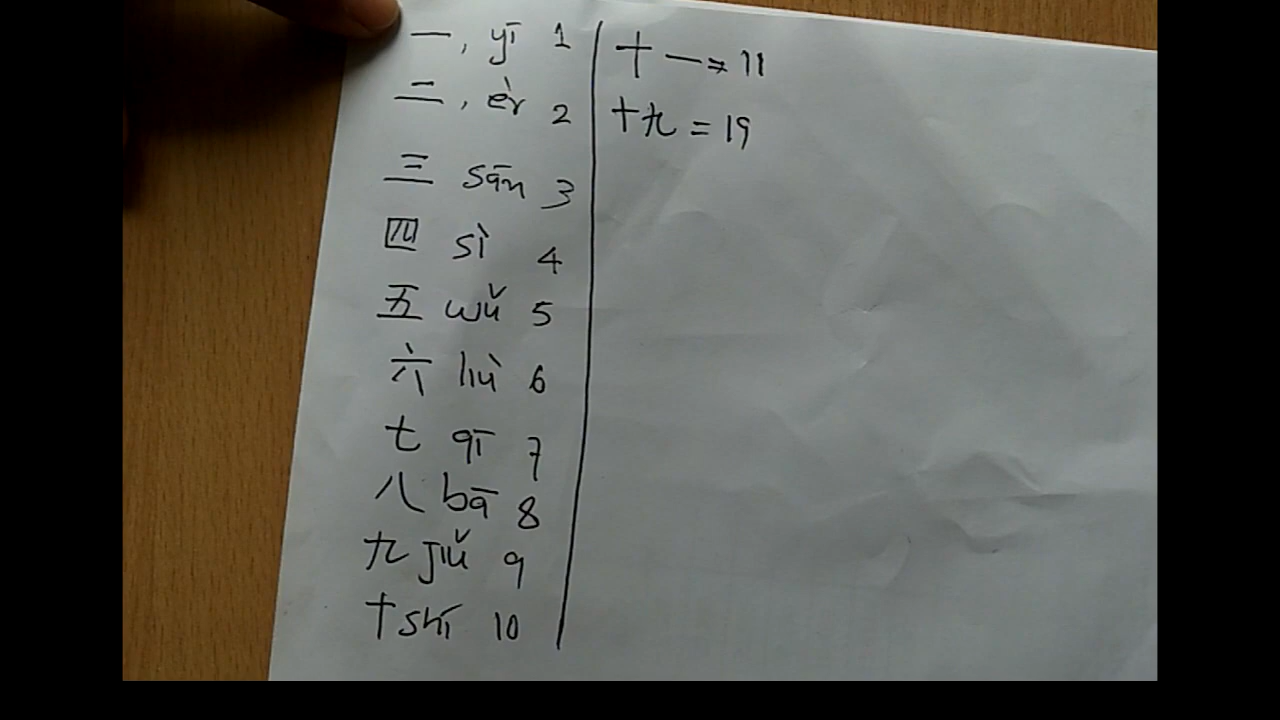 一, yī 1
二, èr 2
三 sān 3
四 sì 4
五 wǔ 5
六 liù 6
七 qī 7
八 bā 8
九 jiǔ 9
十 shí 10
十一 = 11
十九 = 19